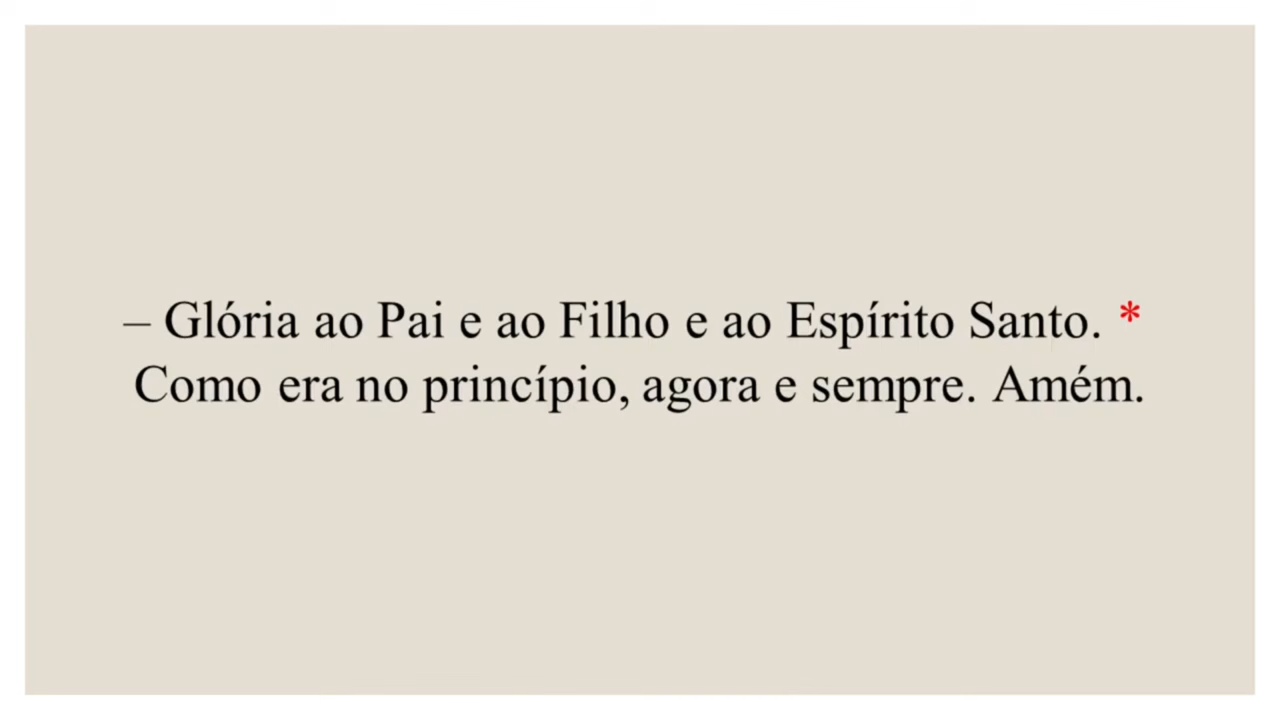 – Glória ao Pai e ao Filho e ao Espírito Santo. *
Como era no princípio, agora e sempre. Amém.